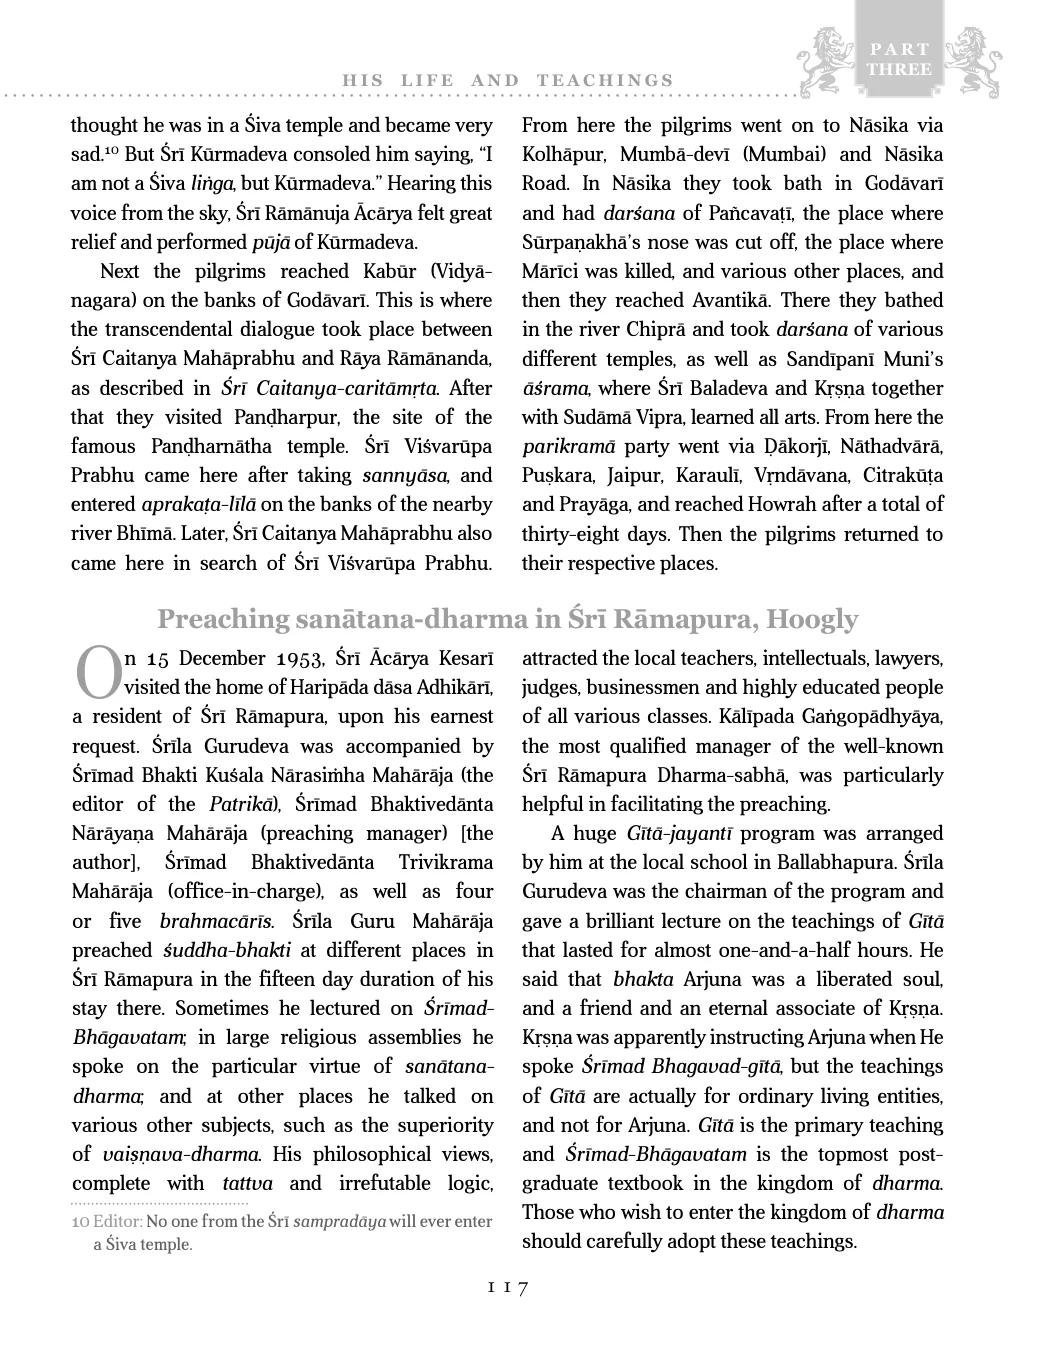 PART
THREE
HIS LIFE AND TEACHINGS
thought he was in a Śiva temple and became very
sad.¹⁰ But Śrī Kūrmadeva consoled him saying, “I
am not a Śiva liṅga, but Kūrmadeva.” Hearing this
voice from the sky, Śrī Rāmānuja Ācārya felt great
relief and performed pūjā of Kūrmadeva.
Next the pilgrims reached Kabūr (Vidyā-
nagara) on the banks of Godāvarī. This is where
the transcendental dialogue took place between
Śrī Caitanya Mahāprabhu and Rāya Rāmānanda,
as described in Śrī Caitanya-caritāmṛta. After
that they visited Panḍharpur, the site of the
famous Panḍharnātha temple. Śrī Viśvarūpa
Prabhu came here after taking sannyāsa, and
entered aprakaṭa-līlā on the banks of the nearby
river Bhīmā. Later, Śrī Caitanya Mahāprabhu also
came here in search of Śrī Viśvarūpa Prabhu.
From here the pilgrims went on to Nāsika via
Kolhāpur, Mumbā-devī (Mumbai) and Nāsika
Road. In Nāsika they took bath in Godāvarī
and had darśana of Pañcavaṭī, the place where
Sūrpaṇakhā’s nose was cut off, the place where
Mārīci was killed, and various other places, and
then they reached Avantikā. There they bathed
in the river Chiprā and took darśana of various
different temples, as well as Sandīpanī Muni’s
āśrama, where Śrī Baladeva and Kṛṣṇa together
with Sudāmā Vipra, learned all arts. From here the
parikramā party went via Ḍākorjī, Nāthadvārā,
Puṣkara, Jaipur, Karaulī, Vṛndāvana, Citrakūṭa
and Prayāga, and reached Howrah after a total of
thirty-eight days. Then the pilgrims returned to
their respective places.
Preaching sanātana-dharma in Śrī Rāmapura, Hoogly
On 15 December 1953, Śrī Ācārya Kesarī
visited the home of Haripāda dāsa Adhikārī,
a resident of Śrī Rāmapura, upon his earnest
request. Śrīla Gurudeva was accompanied by
Śrīmad Bhakti Kuśala Nārasiṁha Mahārāja (the
editor of the Patrikā), Śrīmad Bhaktivedānta
Nārāyaṇa Mahārāja (preaching manager) [the
author], Śrīmad Bhaktivedānta Trivikrama
Mahārāja (office-in-charge), as well as four
or five brahmacārīs. Śrīla Guru Mahārāja
preached śuddha-bhakti at different places in
Śrī Rāmapura in the fifteen day duration of his
stay there. Sometimes he lectured on Śrīmad-
Bhāgavatam; in large religious assemblies he
spoke on the particular virtue of sanātana-
dharma; and at other places he talked on
various other subjects, such as the superiority
of vaiṣṇava-dharma. His philosophical views,
complete with tattva and irrefutable logic,
attracted the local teachers, intellectuals, lawyers,
judges, businessmen and highly educated people
of all various classes. Kālīpada Gaṅgopādhyāya,
the most qualified manager of the well-known
Śrī Rāmapura Dharma-sabhā, was particularly
helpful in facilitating the preaching.
A huge Gītā-jayantī program was arranged
by him at the local school in Ballabhapura. Śrīla
Gurudeva was the chairman of the program and
gave a brilliant lecture on the teachings of Gītā
that lasted for almost one-and-a-half hours. He
said that bhakta Arjuna was a liberated soul,
and a friend and an eternal associate of Kṛṣṇa.
Kṛṣṇa was apparently instructing Arjuna when He
spoke Śrīmad Bhagavad-gītā, but the teachings
of Gītā are actually for ordinary living entities,
and not for Arjuna. Gītā is the primary teaching
and Śrīmad-Bhāgavatam is the topmost post-
graduate textbook in the kingdom of dharma.
Those who wish to enter the kingdom of dharma
should carefully adopt these teachings.
10 Editor: No one from the Śrī sampradāya will ever enter
a Śiva temple.
117